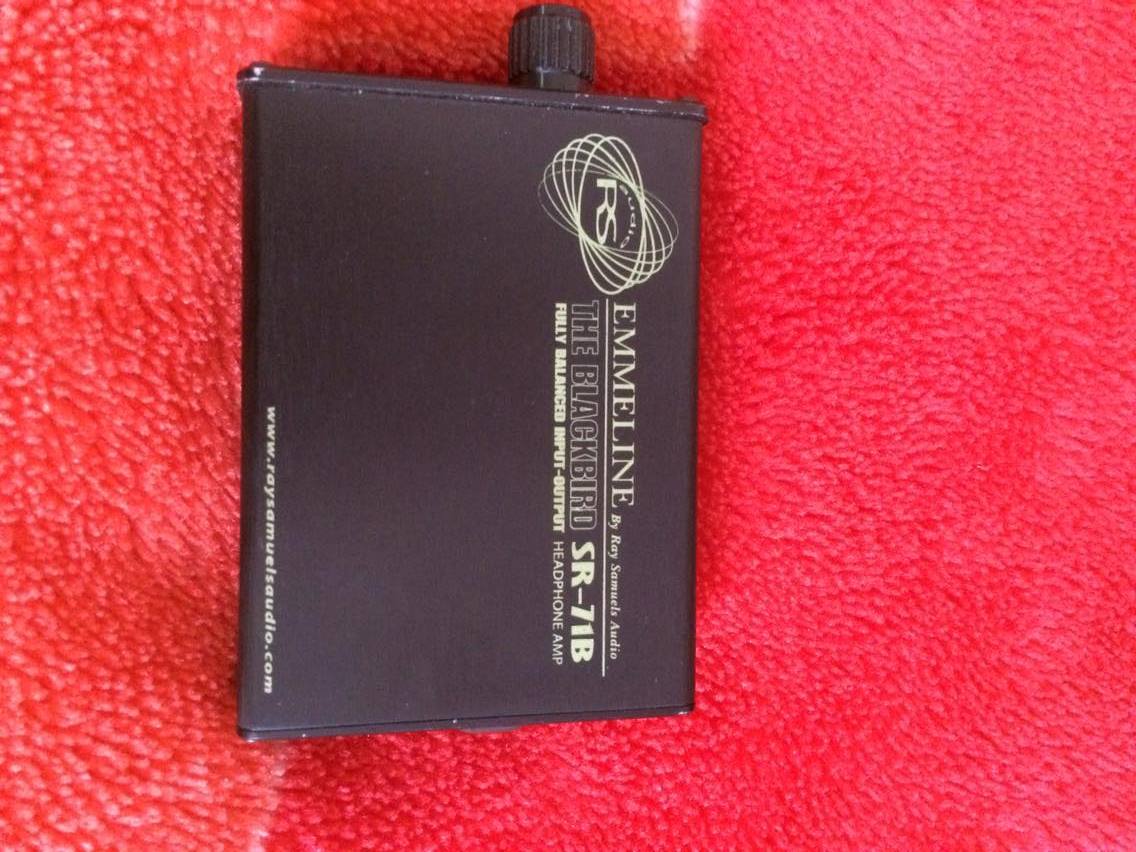 RS
audio
EMMELINE By Ray Samuels Audio
THE BLACKBIRD SR-71B
FULLY BALANCED INPUT-OUTPUT HEADPHONE AMP
www.raysamuelsaudio.com